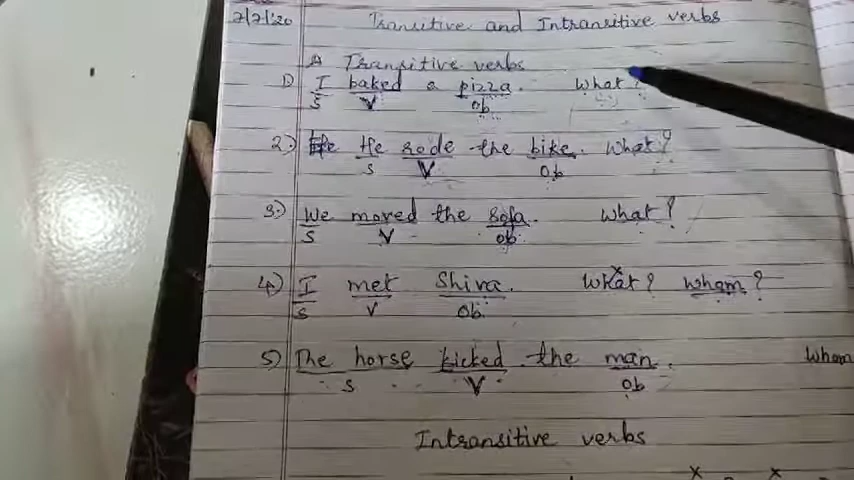 7/7/20 Transitive and Intransitive verbs
A Transitive verbs
1) I baked a pizza. What?
S V Ob
2.) He rode the bike. What?
S V Ob
3.) We moved the sofa. What?
S V Ob
4.) I met Shiva. What? Whom?
S V Ob
5) The horse kicked the man. Whom
S V Ob
Intransitive verbs